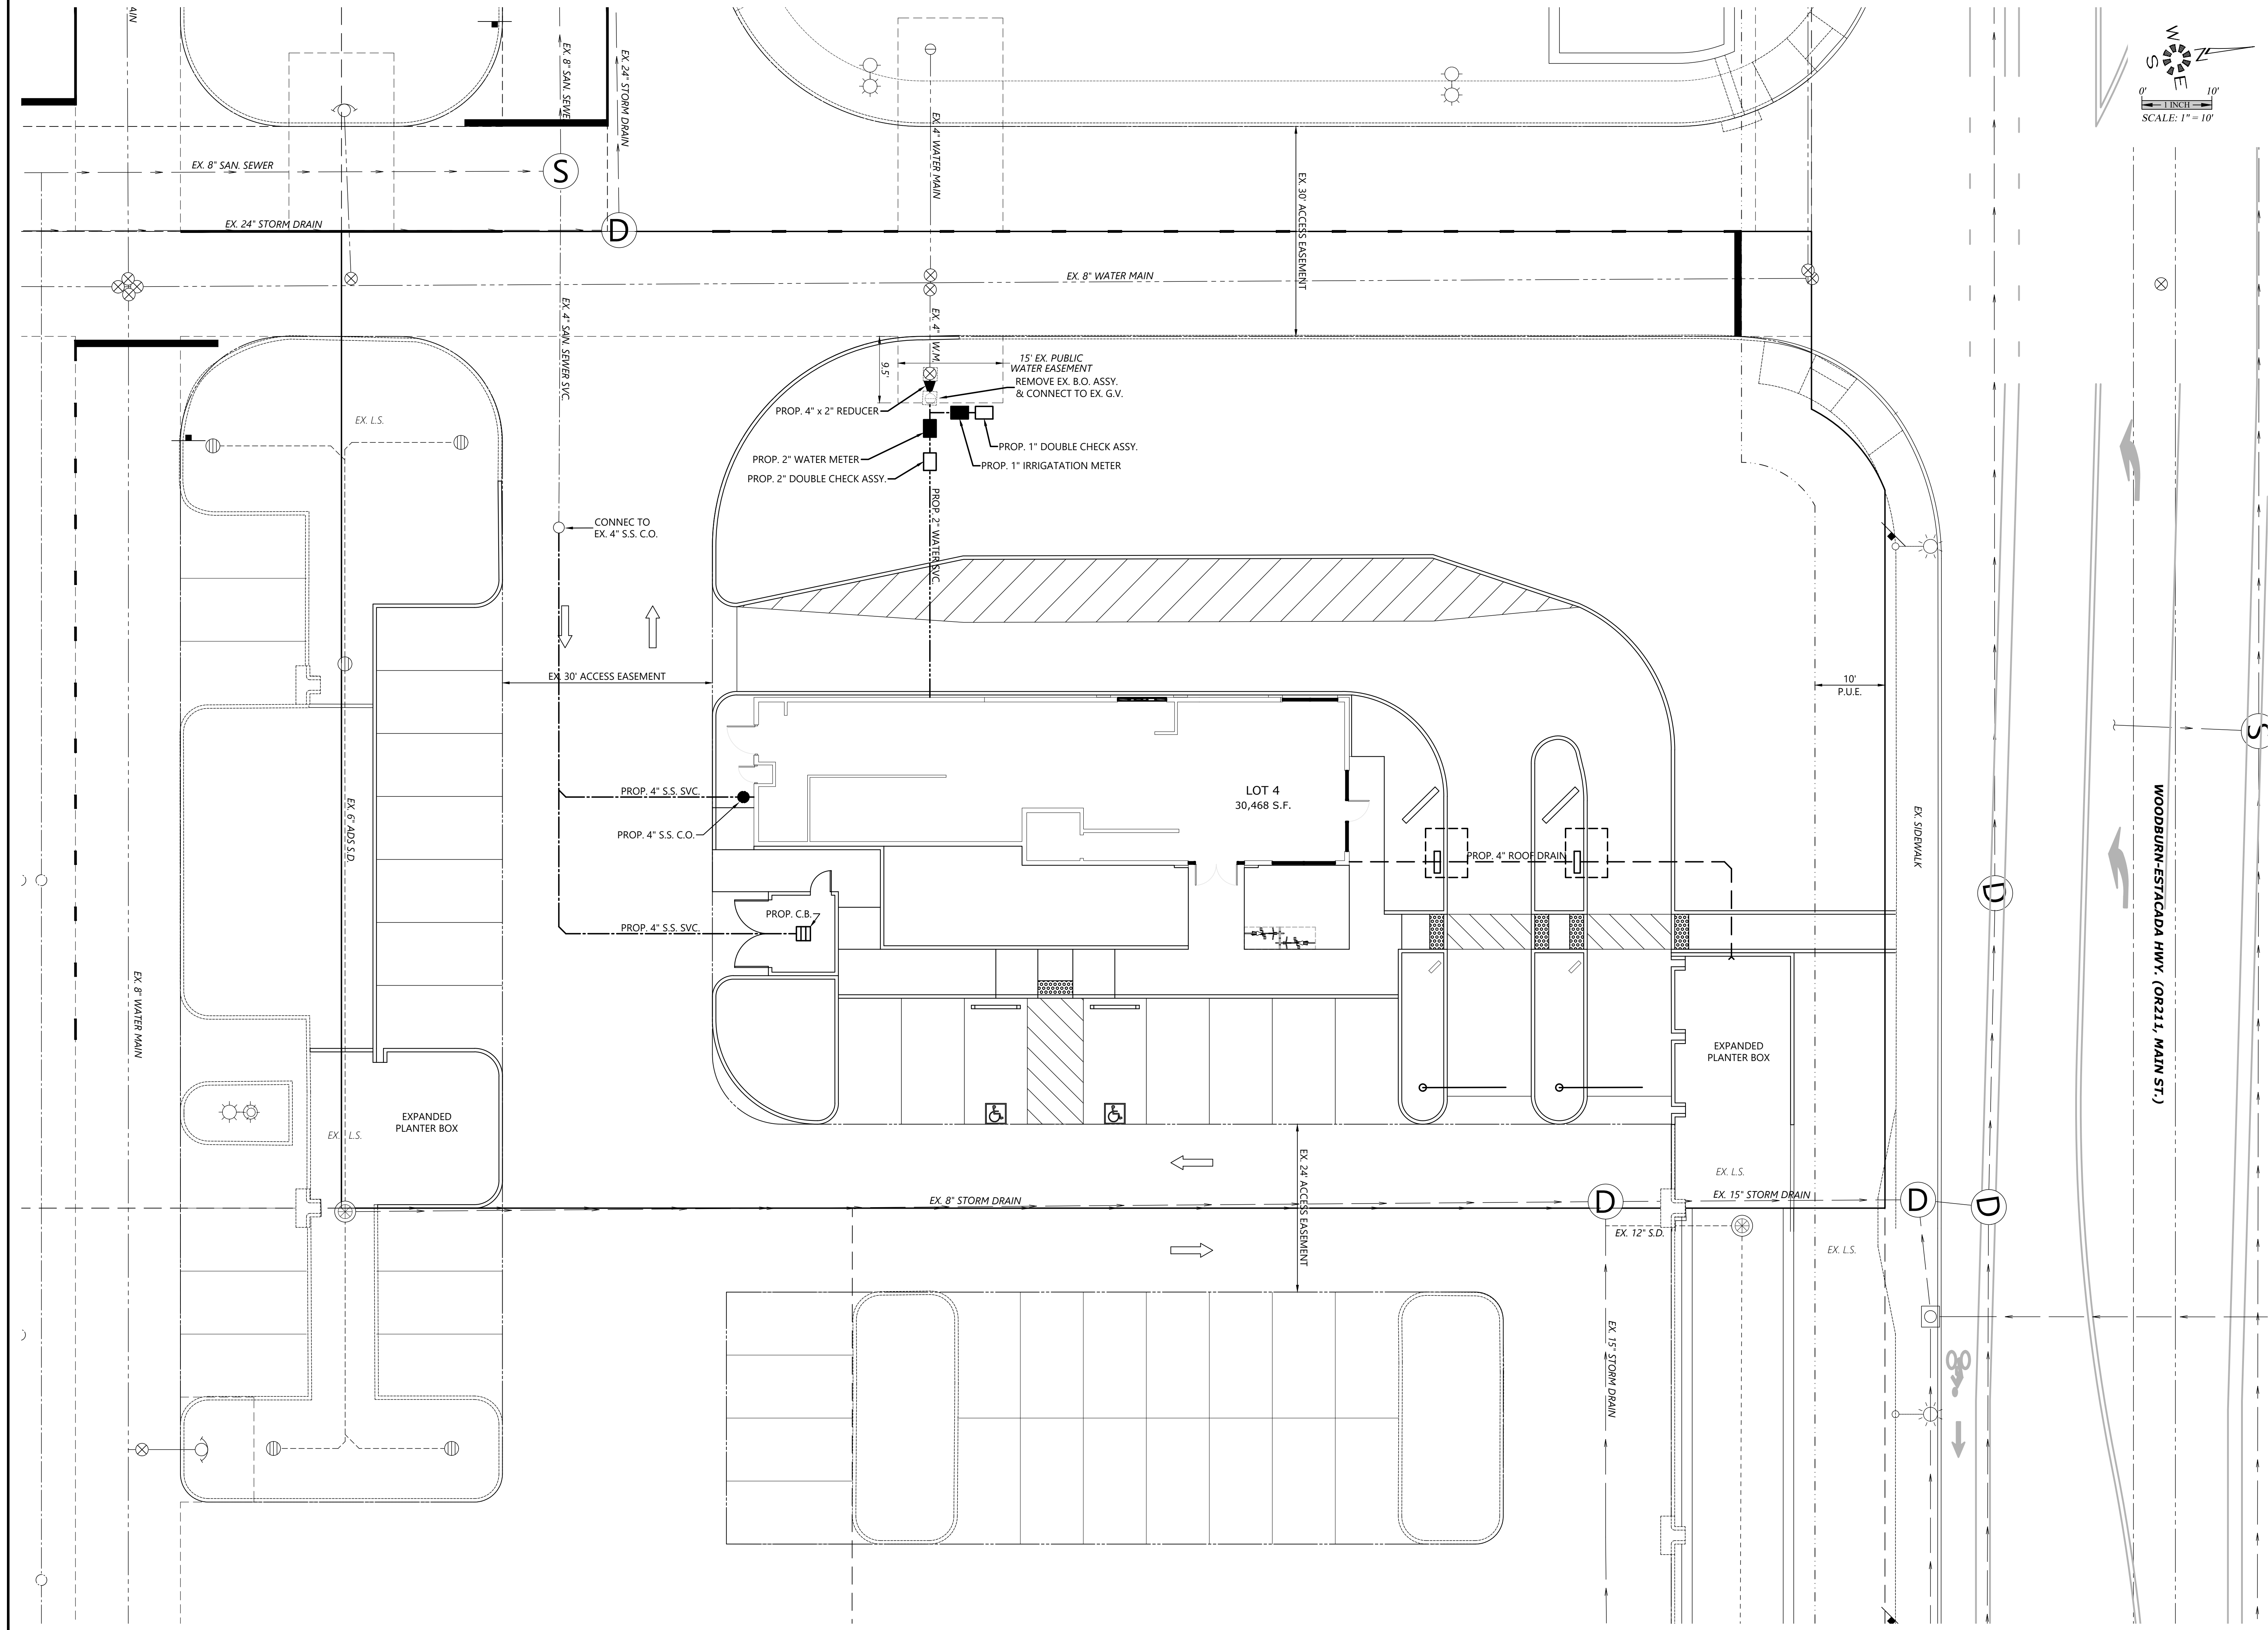 AIN
EX. 8" SAN. SEWE
EX. 24" STORM DRAIN
EX. 4" WATER MAIN
W
N
S
E
0' 10'
1 INCH
SCALE: 1" = 10'
EX. 8" SAN. SEWER
S
EX. 30' ACCESS EASEMENT
EX. 24" STORM DRAIN
D
EX. 8" WATER MAIN
EX. 4" SAN. SEWER SVC.
EX. 4" W.M.
9.5'
15' EX. PUBLIC
WATER EASEMENT
REMOVE EX. B.O. ASSY.
& CONNECT TO EX. G.V.
PROP. 4" x 2" REDUCER
EX. L.S.
PROP. 1" DOUBLE CHECK ASSY.
PROP. 2" WATER METER
PROP. 1" IRRIGATATION METER
PROP. 2" DOUBLE CHECK ASSY.
PROP. 2" WATER SVC.
CONNEC TO
EX. 4" S.S. C.O.
EX. 30' ACCESS EASEMENT
10'
P.U.E.
S
PROP. 4" S.S. SVC.
LOT 4
30,468 S.F.
EX. 6" ADS S.D.
PROP. 4" S.S. C.O.
EX. SIDEWALK
WOODBURN-ESTACADA HWY. (OR211, MAIN ST.)
PROP. 4" ROOF DRAIN
D
PROP. C.B.
PROP. 4" S.S. SVC.
EX. 8" WATER MAIN
EXPANDED
PLANTER BOX
EXPANDED
PLANTER BOX
EX. L.S.
EX. 24' ACCESS EASEMENT
EX. L.S.
EX. 8" STORM DRAIN
D
EX. 15" STORM DRAIN
D
D
EX. 12" S.D.
EX. L.S.
EX. 15" STORM DRAIN